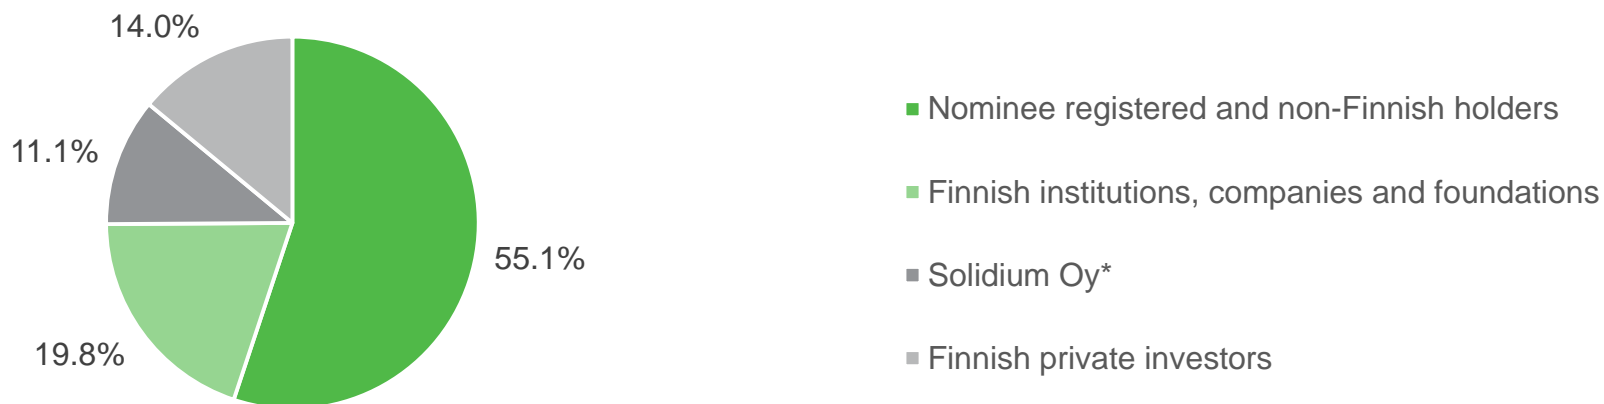 14.0%
11.1%
55.1%
19.8%
Nominee registered and non-Finnish holders
Finnish institutions, companies and foundations
Solidium Oy*
Finnish private investors